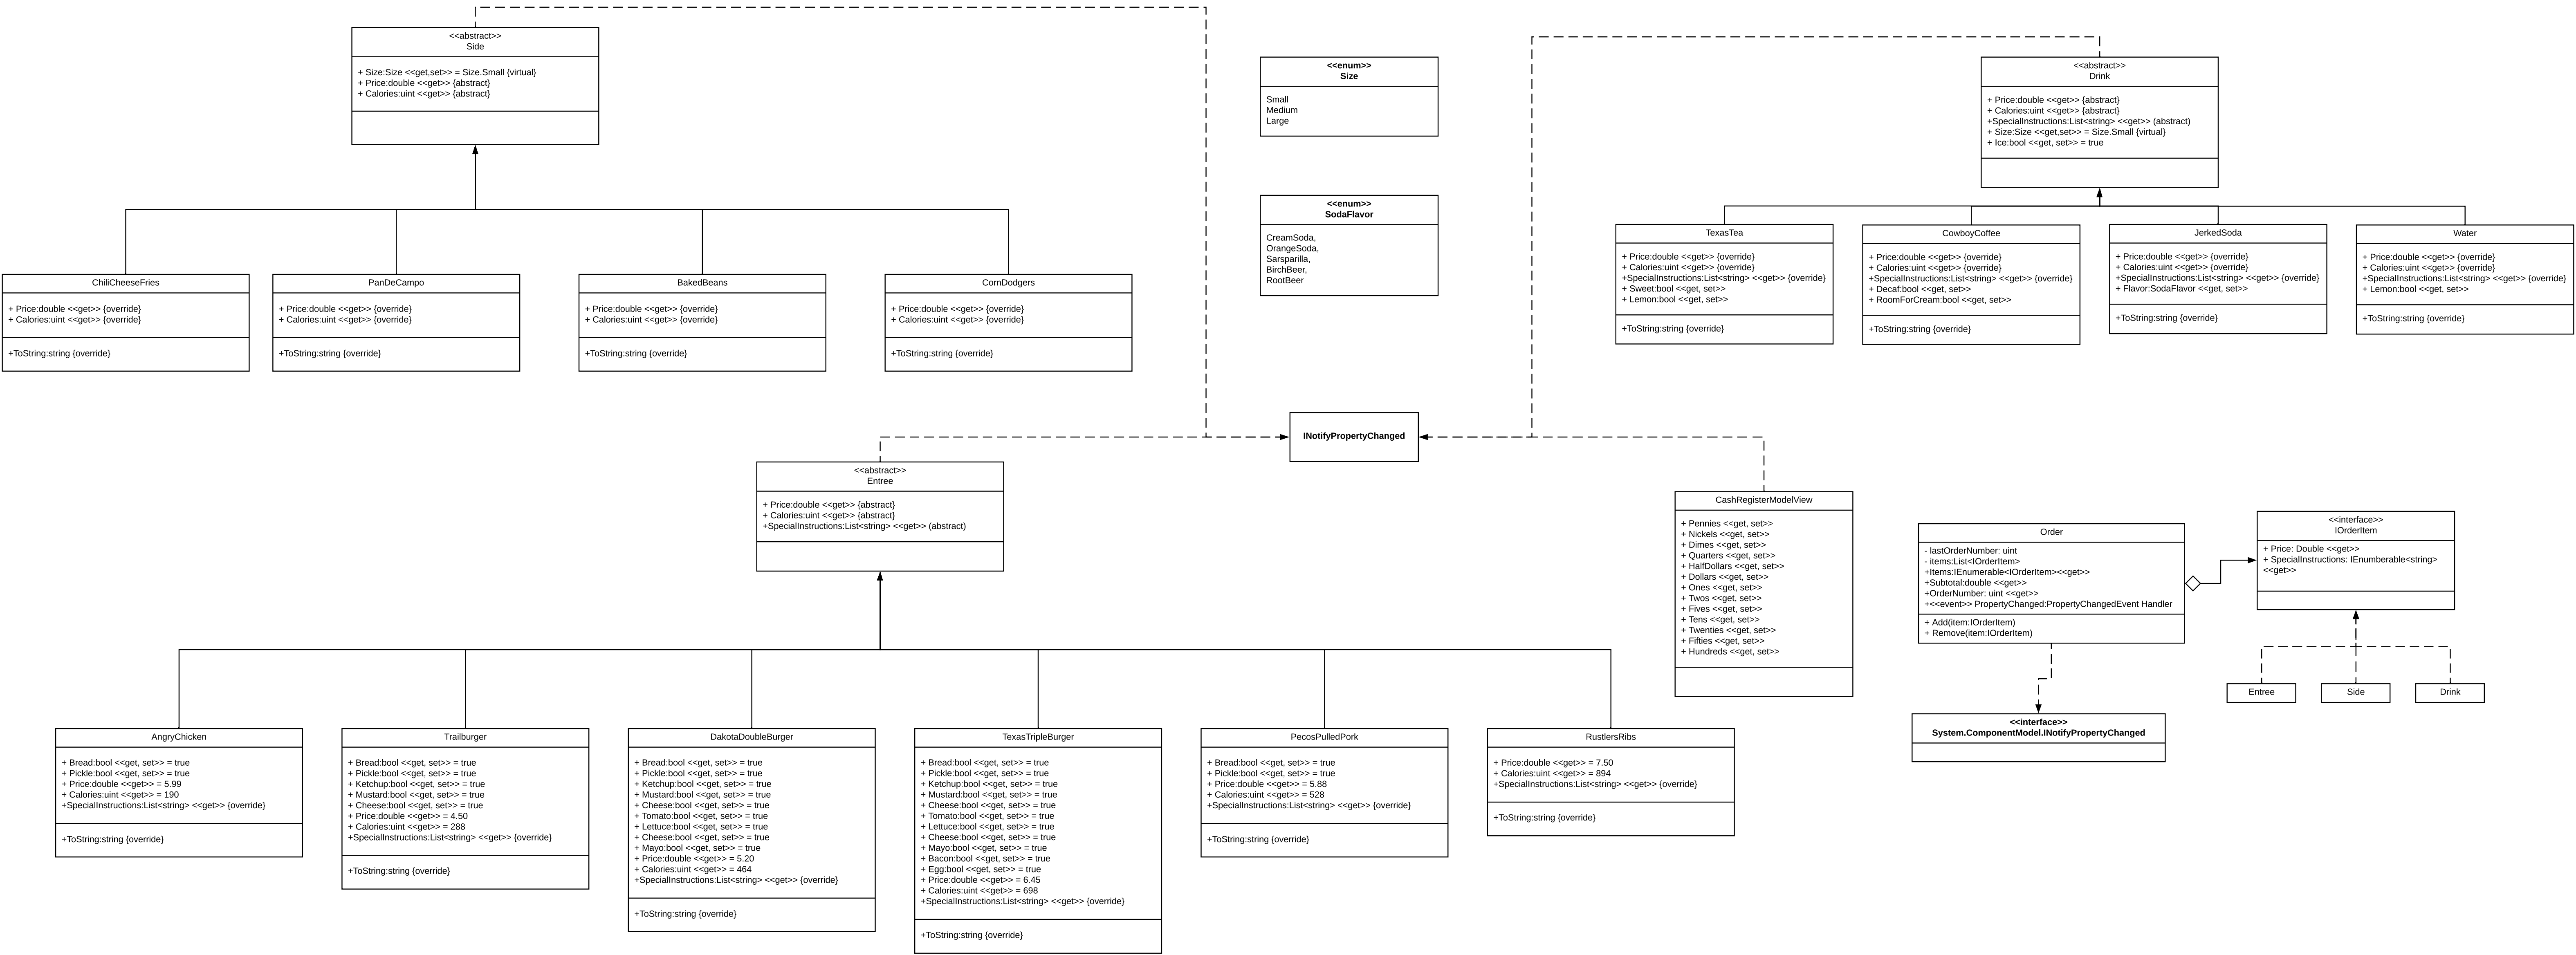 <<abstract>>
Side
+ Size:Size <<get,set>> = Size.Small {virtual}
+ Price:double <<get>> {abstract}
+ Calories:uint <<get>> {abstract}
<<enum>>
Size
Small
Medium
Large
<<abstract>>
Drink
+ Price:double <<get>> {abstract}
+ Calories:uint <<get>> {abstract}
+SpecialInstructions:List<string> <<get>> (abstract)
+ Size:Size <<get,set>> = Size.Small {virtual}
+ Ice:bool <<get, set>> = true
<<enum>>
SodaFlavor
CreamSoda,
OrangeSoda,
Sarsparilla,
BirchBeer,
RootBeer
TexasTea
+ Price:double <<get>> {override}
+ Calories:uint <<get>> {override}
+SpecialInstructions:List<string> <<get>> {override}
+ Sweet:bool <<get, set>>
+ Lemon:bool <<get, set>>
+ToString:string {override}
CowboyCoffee
+ Price:double <<get>> {override}
+ Calories:uint <<get>> {override}
+SpecialInstructions:List<string> <<get>> {override}
+ Decaf:bool <<get, set>>
+ RoomForCream:bool <<get, set>>
+ToString:string {override}
JerkedSoda
+ Price:double <<get>> {override}
+ Calories:uint <<get>> {override}
+SpecialInstructions:List<string> <<get>> {override}
+ Flavor:SodaFlavor <<get, set>>
+ToString:string {override}
Water
+ Price:double <<get>> {override}
+ Calories:uint <<get>> {override}
+SpecialInstructions:List<string> <<get>> {override}
+ Lemon:bool <<get, set>>
+ToString:string {override}
ChiliCheeseFries
+ Price:double <<get>> {override}
+ Calories:uint <<get>> {override}
+ToString:string {override}
PanDeCampo
+ Price:double <<get>> {override}
+ Calories:uint <<get>> {override}
+ToString:string {override}
BakedBeans
+ Price:double <<get>> {override}
+ Calories:uint <<get>> {override}
+ToString:string {override}
CornDodgers
+ Price:double <<get>> {override}
+ Calories:uint <<get>> {override}
+ToString:string {override}
INotifyPropertyChanged
<<abstract>>
Entree
+ Price:double <<get>> {abstract}
+ Calories:uint <<get>> {abstract}
+SpecialInstructions:List<string> <<get>> (abstract)
CashRegisterModelView
+ Pennies <<get, set>>
+ Nickels <<get, set>>
+ Dimes <<get, set>>
+ Quarters <<get, set>>
+ HalfDollars <<get, set>>
+ Dollars <<get, set>>
+ Ones <<get, set>>
+ Twos <<get, set>>
+ Fives <<get, set>>
+ Tens <<get, set>>
+ Twenties <<get, set>>
+ Fifties <<get, set>>
+ Hundreds <<get, set>>
Order
- lastOrderNumber: uint
- items:List<IOrderItem>
+Items:IEnumerable<IOrderItem><<get>>
+Subtotal:double <<get>>
+OrderNumber: uint <<get>>
+<<event>> PropertyChanged:PropertyChangedEvent Handler
+ Add(item:IOrderItem)
+ Remove(item:IOrderItem)
<<interface>>
IOrderItem
+ Price: Double <<get>>
+ SpecialInstructions: IEnumberable<string>
<<get>>
Entree
Side
Drink
<<interface>>
System.ComponentModel.INotifyPropertyChanged
AngryChicken
+ Bread:bool <<get, set>> = true
+ Pickle:bool <<get, set>> = true
+ Price:double <<get>> = 5.99
+ Calories:uint <<get>> = 190
+SpecialInstructions:List<string> <<get>> {override}
+ToString:string {override}
Trailburger
+ Bread:bool <<get, set>> = true
+ Pickle:bool <<get, set>> = true
+ Ketchup:bool <<get, set>> = true
+ Mustard:bool <<get, set>> = true
+ Cheese:bool <<get, set>> = true
+ Price:double <<get>> = 4.50
+ Calories:uint <<get>> = 288
+SpecialInstructions:List<string> <<get>> {override}
+ToString:string {override}
DakotaDoubleBurger
+ Bread:bool <<get, set>> = true
+ Pickle:bool <<get, set>> = true
+ Ketchup:bool <<get, set>> = true
+ Mustard:bool <<get, set>> = true
+ Cheese:bool <<get, set>> = true
+ Tomato:bool <<get, set>> = true
+ Lettuce:bool <<get, set>> = true
+ Cheese:bool <<get, set>> = true
+ Mayo:bool <<get, set>> = true
+ Price:double <<get>> = 5.20
+ Calories:uint <<get>> = 464
+SpecialInstructions:List<string> <<get>> {override}
+ToString:string {override}
TexasTripleBurger
+ Bread:bool <<get, set>> = true
+ Pickle:bool <<get, set>> = true
+ Ketchup:bool <<get, set>> = true
+ Mustard:bool <<get, set>> = true
+ Cheese:bool <<get, set>> = true
+ Tomato:bool <<get, set>> = true
+ Lettuce:bool <<get, set>> = true
+ Cheese:bool <<get, set>> = true
+ Mayo:bool <<get, set>> = true
+ Bacon:bool <<get, set>> = true
+ Egg:bool <<get, set>> = true
+ Price:double <<get>> = 6.45
+ Calories:uint <<get>> = 698
+SpecialInstructions:List<string> <<get>> {override}
+ToString:string {override}
PecosPulledPork
+ Bread:bool <<get, set>> = true
+ Pickle:bool <<get, set>> = true
+ Price:double <<get>> = 5.88
+ Calories:uint <<get>> = 528
+SpecialInstructions:List<string> <<get>> {override}
+ToString:string {override}
RustlersRibs
+ Price:double <<get>> = 7.50
+ Calories:uint <<get>> = 894
+SpecialInstructions:List<string> <<get>> {override}
+ToString:string {override}